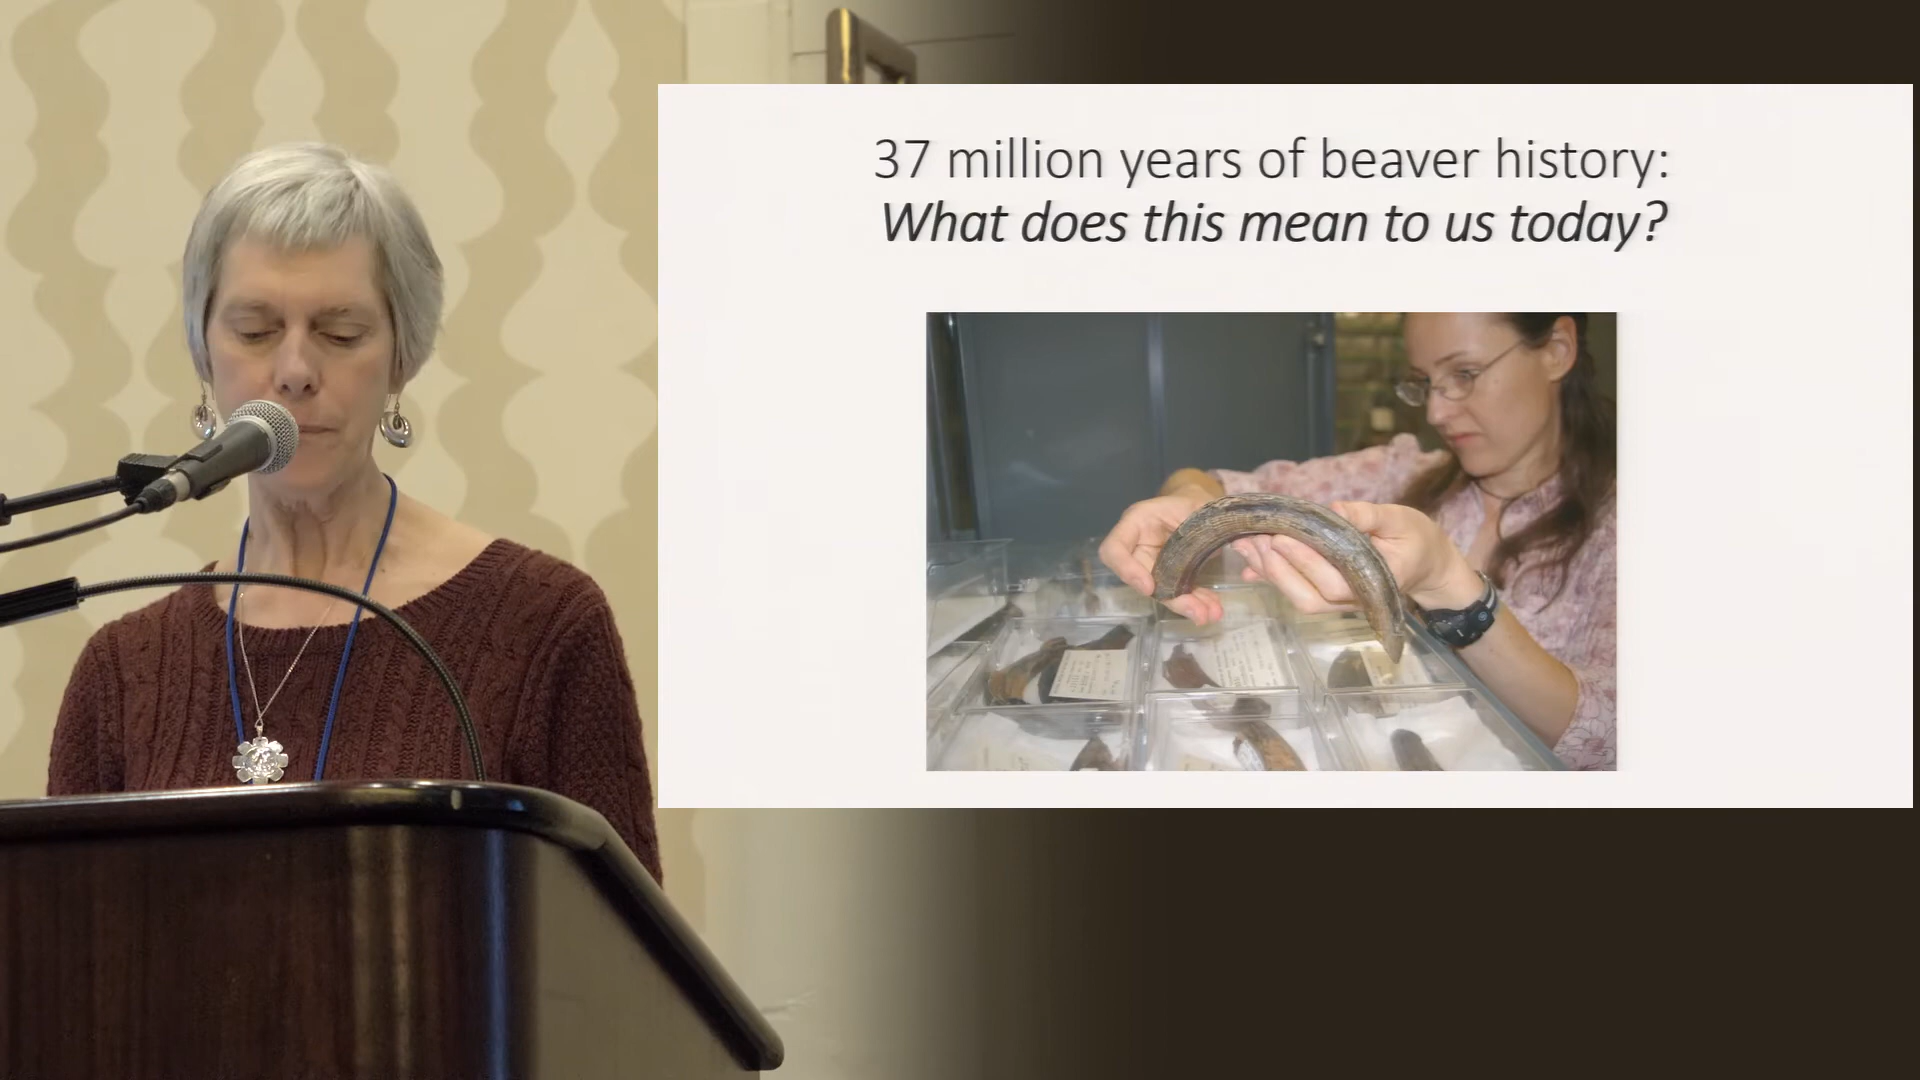 37 million years of beaver history:
What does this mean to us today?